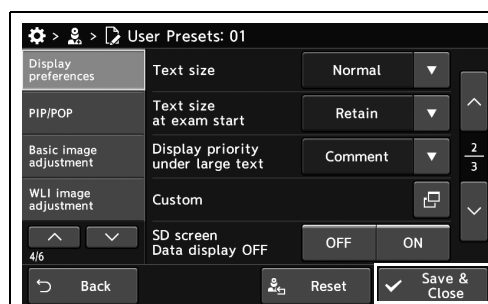 > > User Presets: 01
Display
preferences
PIP/POP
Basic image
adjustment
WLI image
adjustment
4/6
Text size
Normal
Text size
at exam start
Retain
Display priority
under large text
Comment
Custom
SD screen
Data display OFF
OFF
ON
2
3
Back
Reset
Save &
Close